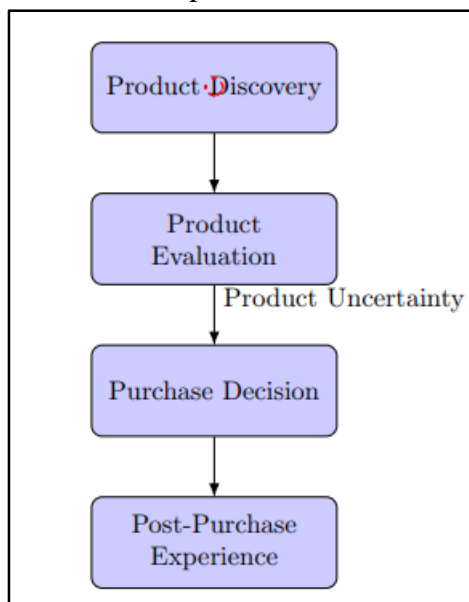 Product Discovery
Product
Evaluation
Product Uncertainty
Purchase Decision
Post-Purchase
Experience